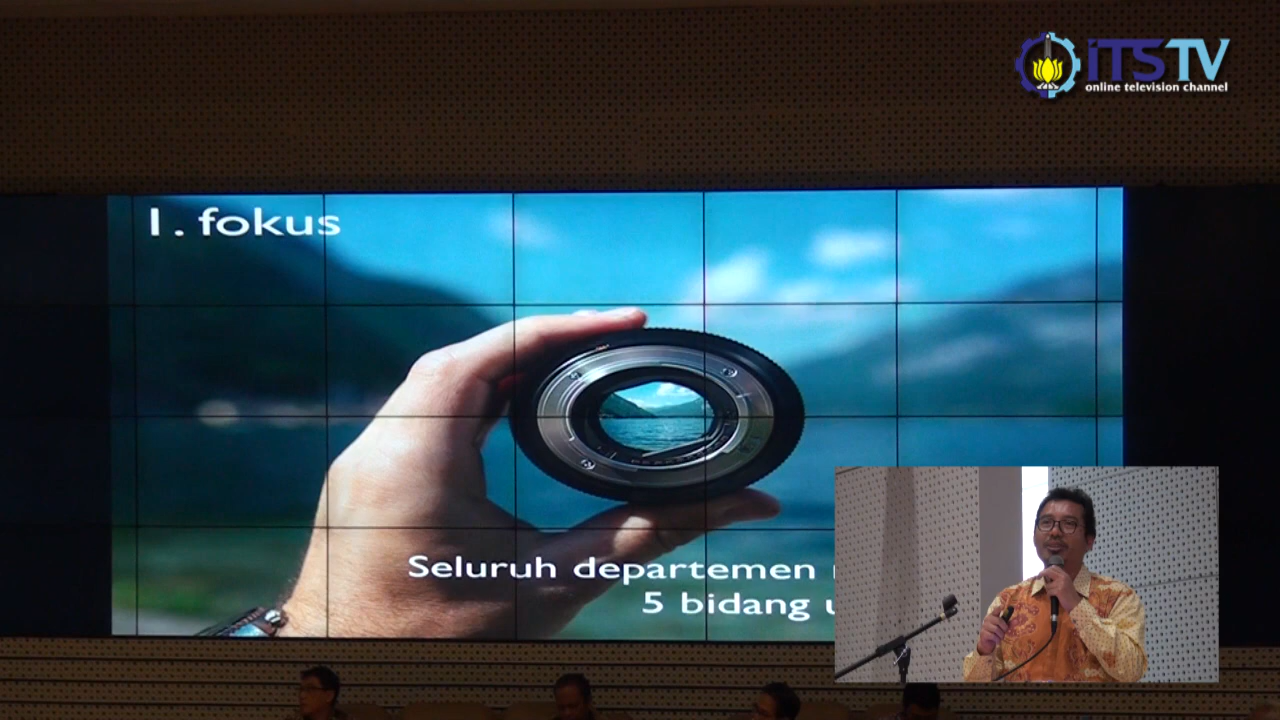 iTSTV
online television channel
1. fokus
Seluruh departemen
5 bidang